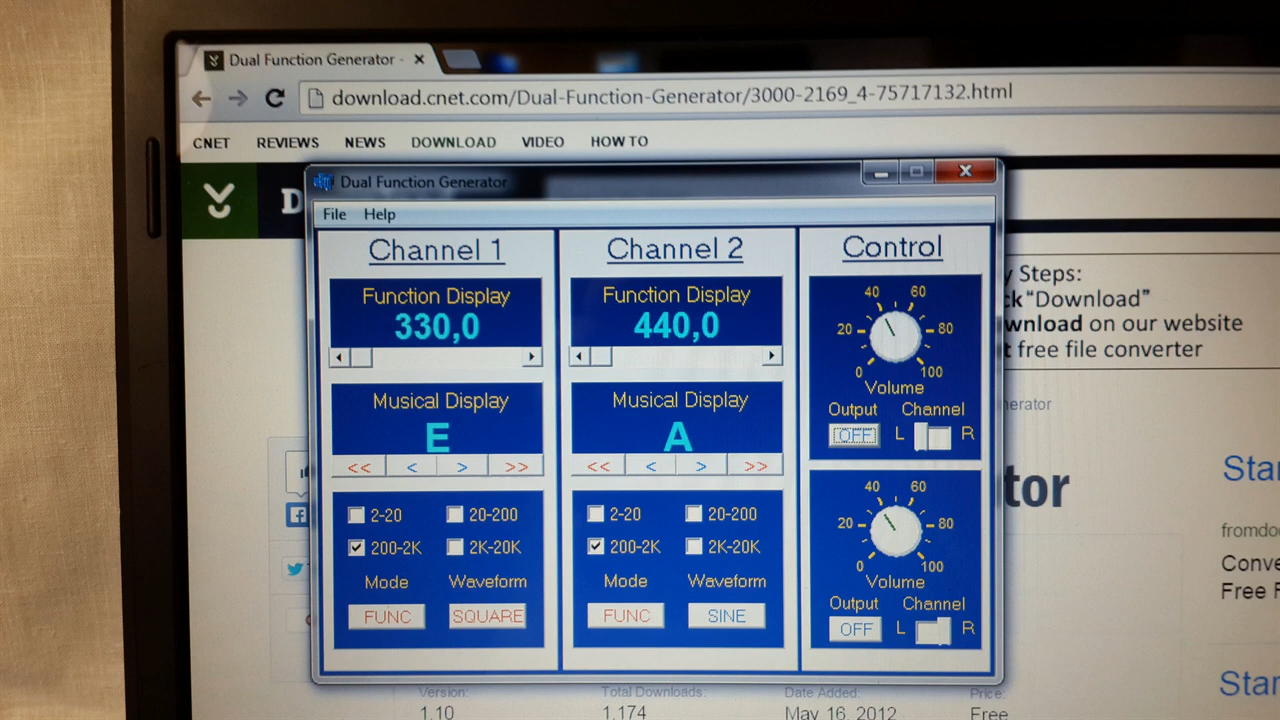 Dual Function Generator -
download.cnet.com/Dual-Function-Generator/3000-2169_4-75717132.html
CNET REVIEWS NEWS DOWNLOAD VIDEO HOW TO
D
Dual Function Generator
File Help
Channel 1
Function Display
330,0
Musical Display
E
<< < > >>
2-20 20-200
200-2K 2K-20K
Mode Waveform
FUNC SQUARE
Channel 2
Function Display
440,0
Musical Display
A
<< < > >>
2-20 20-200
200-2K 2K-20K
Mode Waveform
FUNC SINE
Control
40 60
20 80
0 100
Volume
Output Channel
OFF L R
40 60
20 80
0 100
Volume
Output Channel
OFF L R
y Steps:
ck "Download"
wnload on our website
t free file converter
nerator
tor
Star
fromdo
Conve
Free F
Star
Version: Total Downloads: Date Added: Price:
1.10 1,174 May 16, 2012 Free